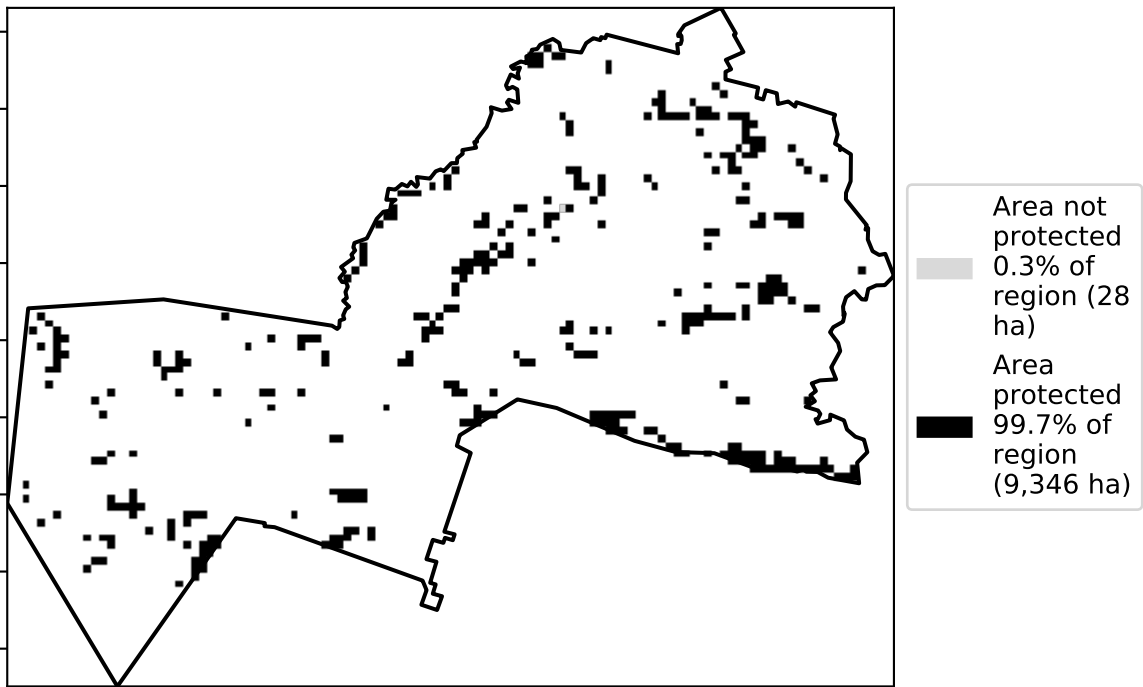 Area not
protected
0.3% of
region (28
ha)
Area
protected
99.7% of
region
(9,346 ha)